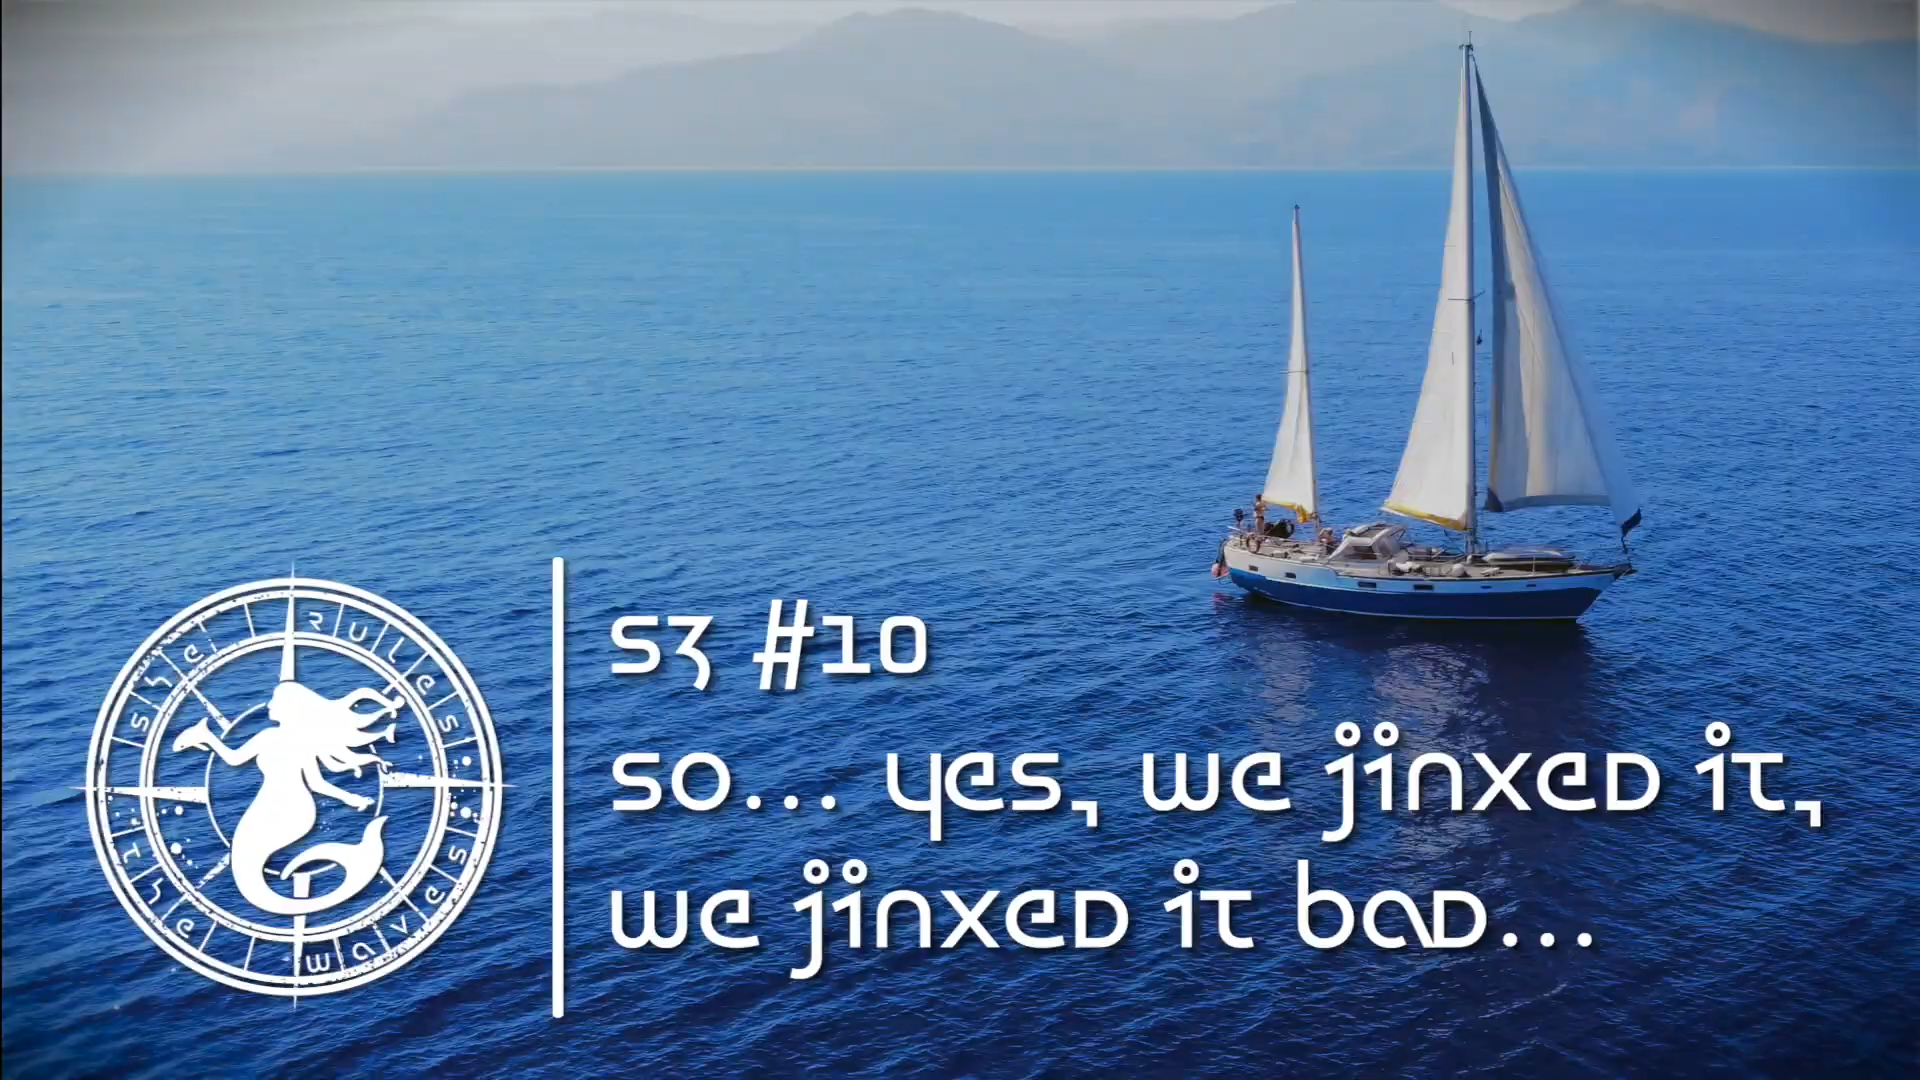 she rules
the waves
S3 #10
so... yes, we jinxed it,
we jinxed it bad...